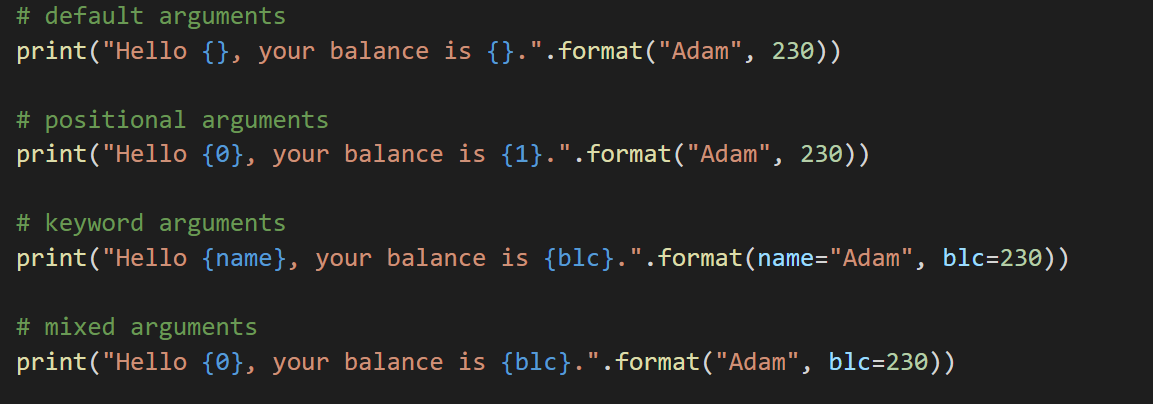 # default arguments
print("Hello {}, your balance is {}.".format("Adam", 230))
# positional arguments
print("Hello {0}, your balance is {1}.".format("Adam", 230))
# keyword arguments
print("Hello {name}, your balance is {blc}.".format(name="Adam", blc=230))
# mixed arguments
print("Hello {0}, your balance is {blc}.".format("Adam", blc=230))